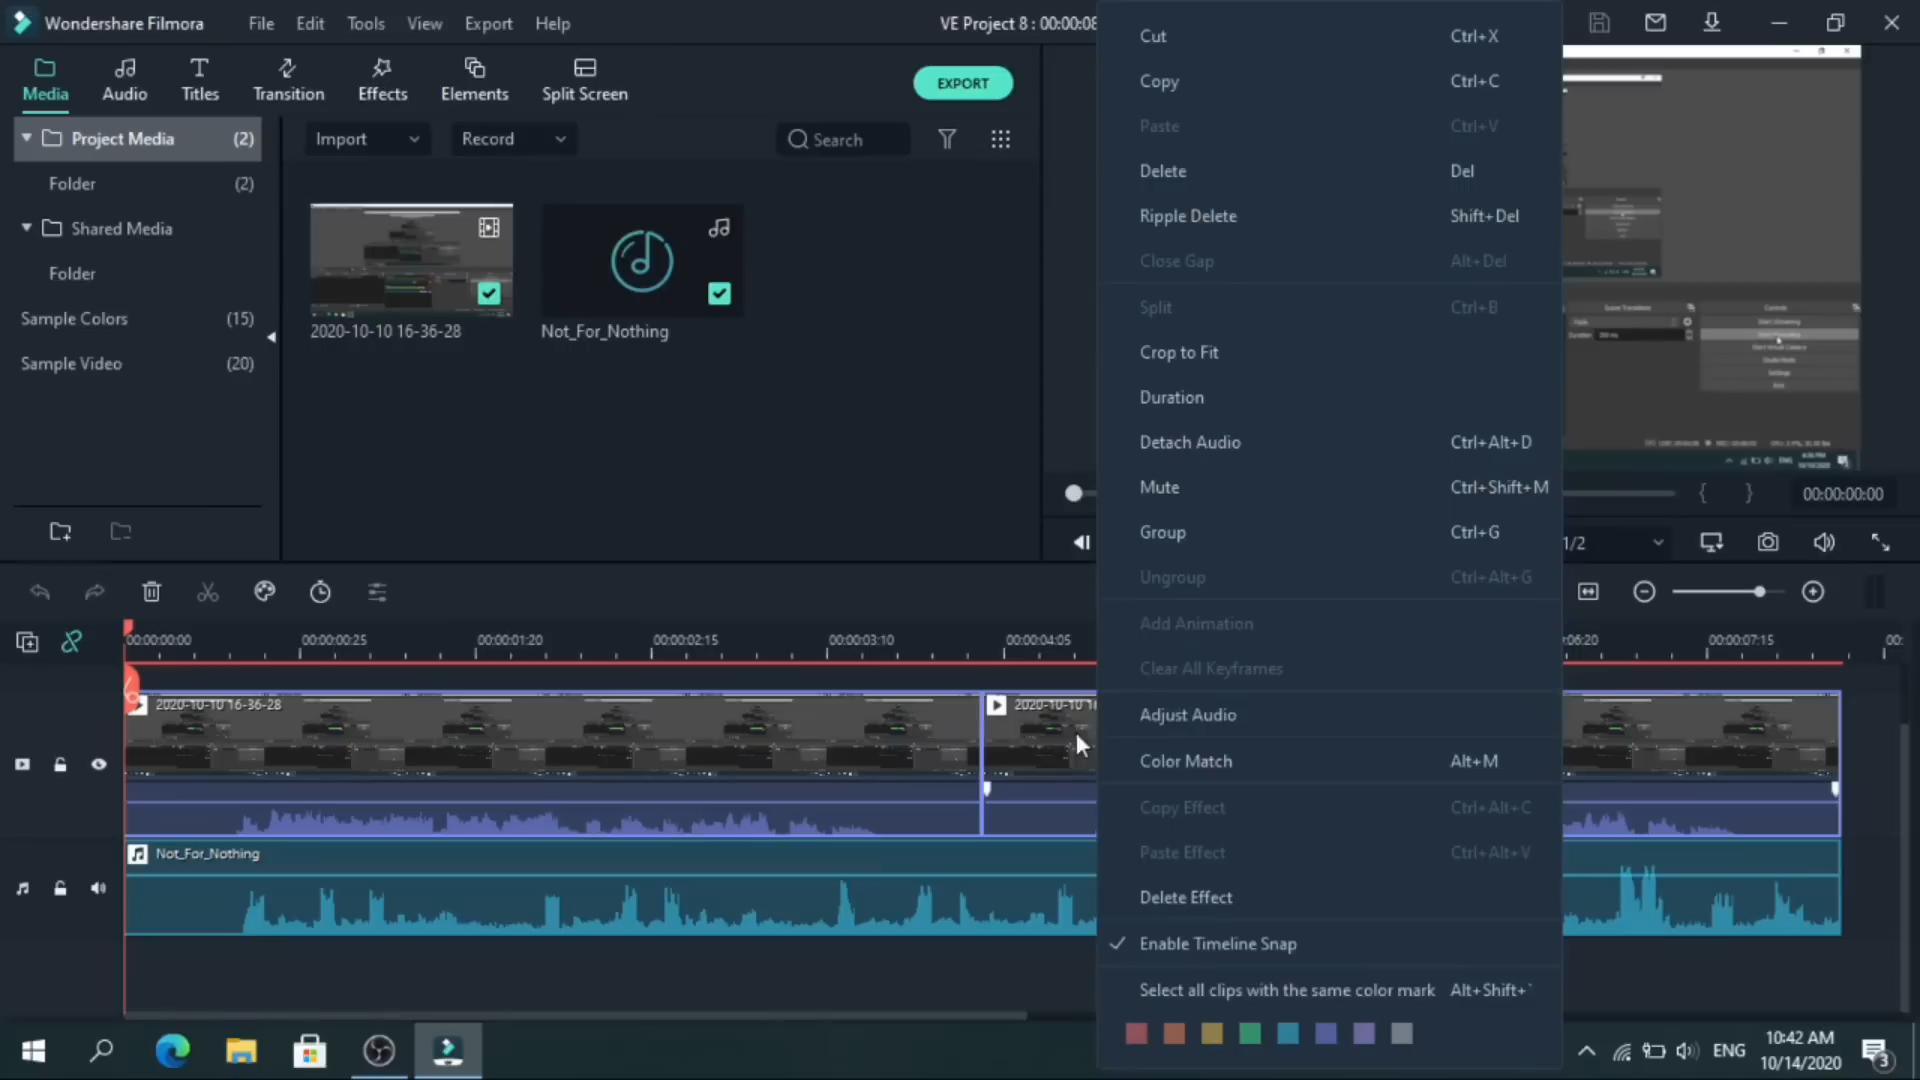 Wondershare Filmora
File
Edit
Tools
View
Export
Help
VE Project 8 : 00:00:08
Media
Audio
Titles
Transition
Effects
Elements
Split Screen
EXPORT
Project Media (2)
Folder (2)
Shared Media
Folder
Sample Colors (15)
Sample Video (20)
Import
Record
Search
2020-10-10 16-36-28
Not_For_Nothing
Cut Ctrl+X
Copy Ctrl+C
Paste Ctrl+V
Delete Del
Ripple Delete Shift+Del
Close Gap Alt+Del
Split Ctrl+B
Crop to Fit
Duration
Detach Audio Ctrl+Alt+D
Mute Ctrl+Shift+M
Group Ctrl+G
Ungroup Ctrl+Alt+G
Add Animation
Clear All Keyframes
Adjust Audio
Color Match Alt+M
Copy Effect Ctrl+Alt+C
Paste Effect Ctrl+Alt+V
Delete Effect
Enable Timeline Snap
Select all clips with the same color mark Alt+Shift+`
{ }
00:00:00:00
1/2
00:00:00:00
00:00:00:25
00:00:01:20
00:00:02:15
00:00:03:10
00:00:04:05
:06:20
00:00:07:15
00:
2020-10-10 16-36-28
2020-10-10 1
Not_For_Nothing
ENG
10:42 AM
10/14/2020
3